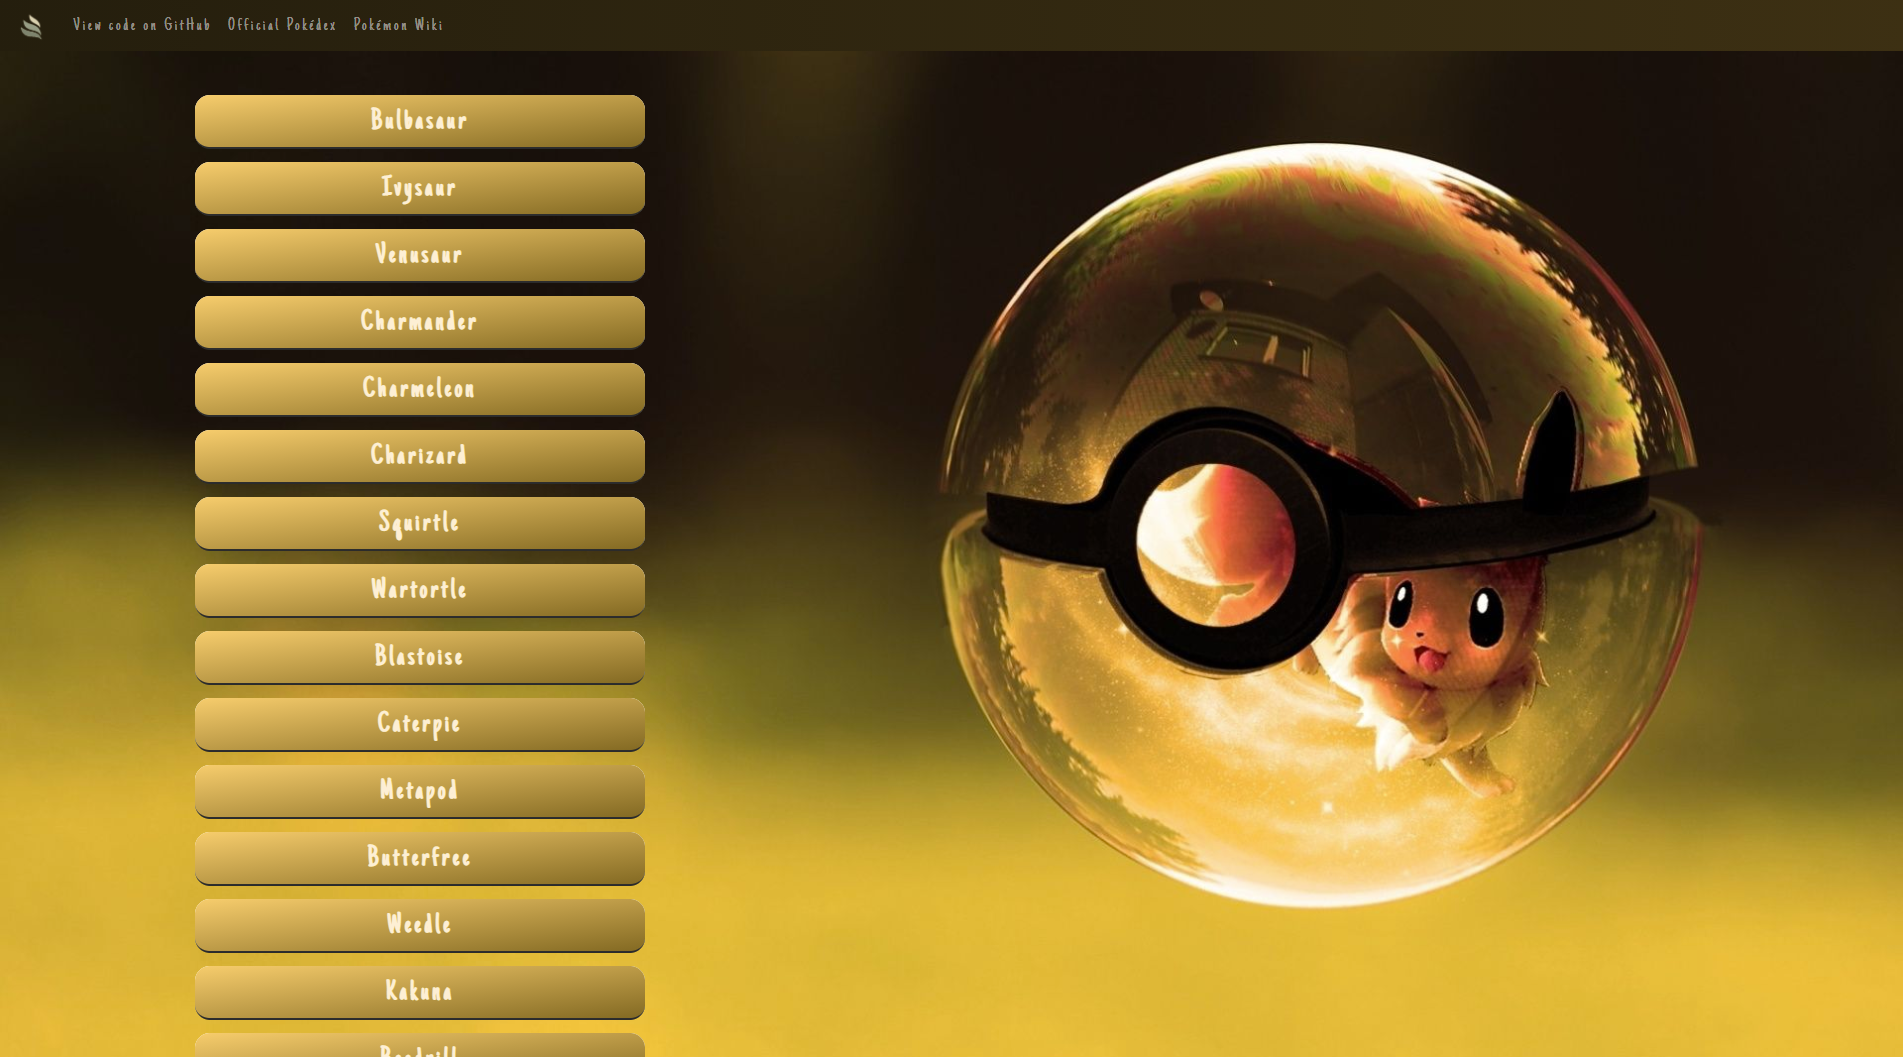 View code on GitHub Official Pokédex Pokémon Wiki
Bulbasaur
Ivysaur
Venusaur
Charmander
Charmeleon
Charizard
Squirtle
Wartortle
Blastoise
Caterpie
Metapod
Butterfree
Weedle
Kakuna